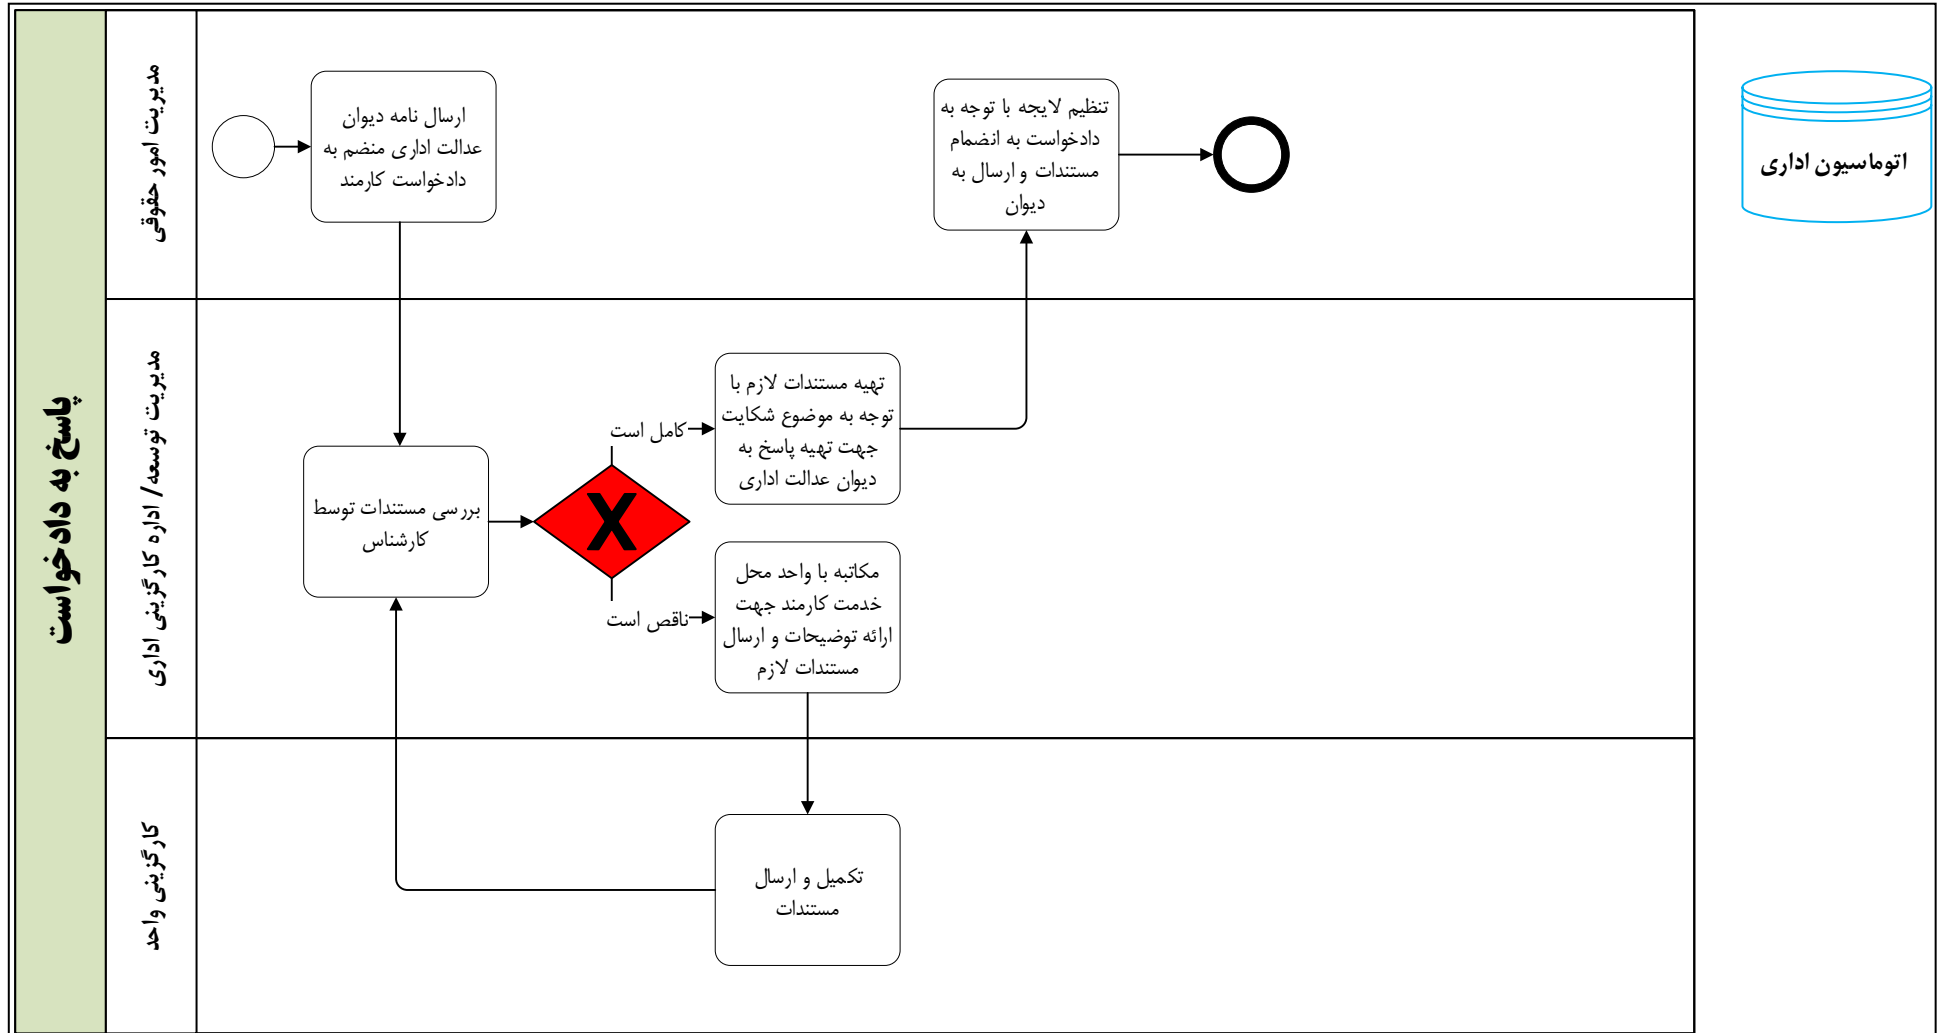 پاسخ به دادخواست
مدیریت امور حقوقی
ارسال نامه دیوان
عدالت اداری منضم به
دادخواست کارمند
تنظیم لایحه با توجه به
دادخواست به انضمام
مستندات و ارسال به
دیوان
اتوماسیون اداری
مدیریت توسعه/ اداره کارگزینی اداری
بررسی مستندات توسط
کارشناس
X
کامل است
تهیه مستندات لازم با
توجه به موضوع شکایت
جهت تهیه پاسخ به
دیوان عدالت اداری
ناقص است
مکاتبه با واحد محل
خدمت کارمند جهت
ارائه توضیحات و ارسال
مستندات لازم
کارگزینی واحد
تکمیل و ارسال
مستندات